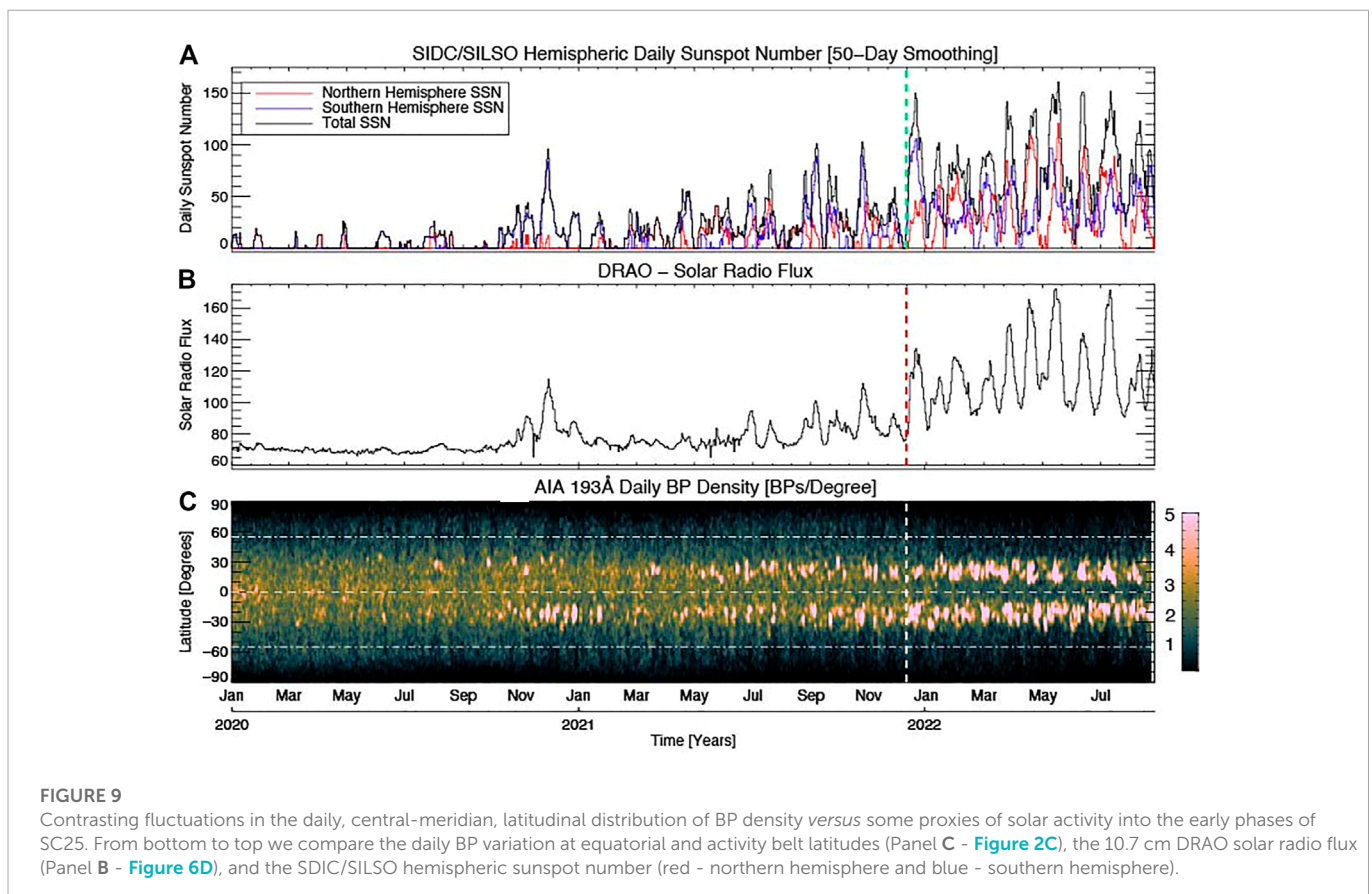 A
SIDC/SILSO Hemispheric Daily Sunspot Number [50-Day Smoothing]
Northern Hemisphere SSN
Southern Hemisphere SSN
Total SSN
Daily Sunspot Number
150
100
50
0
B
DRAO - Solar Radio Flux
Solar Radio Flux
160
140
120
100
80
60
C
AIA 193Å Daily BP Density [BPs/Degree]
Latitude [Degrees]
90
60
30
0
-30
-60
-90
5
4
3
2
1
Jan Mar May Jul Sep Nov Jan Mar May Jul Sep Nov Jan Mar May Jul
2020 2021 2022
Time [Years]
FIGURE 9
Contrasting fluctuations in the daily, central-meridian, latitudinal distribution of BP density versus some proxies of solar activity into the early phases of
SC25. From bottom to top we compare the daily BP variation at equatorial and activity belt latitudes (Panel C - Figure 2C), the 10.7 cm DRAO solar radio flux
(Panel B - Figure 6D), and the SDIC/SILSO hemispheric sunspot number (red - northern hemisphere and blue - southern hemisphere).